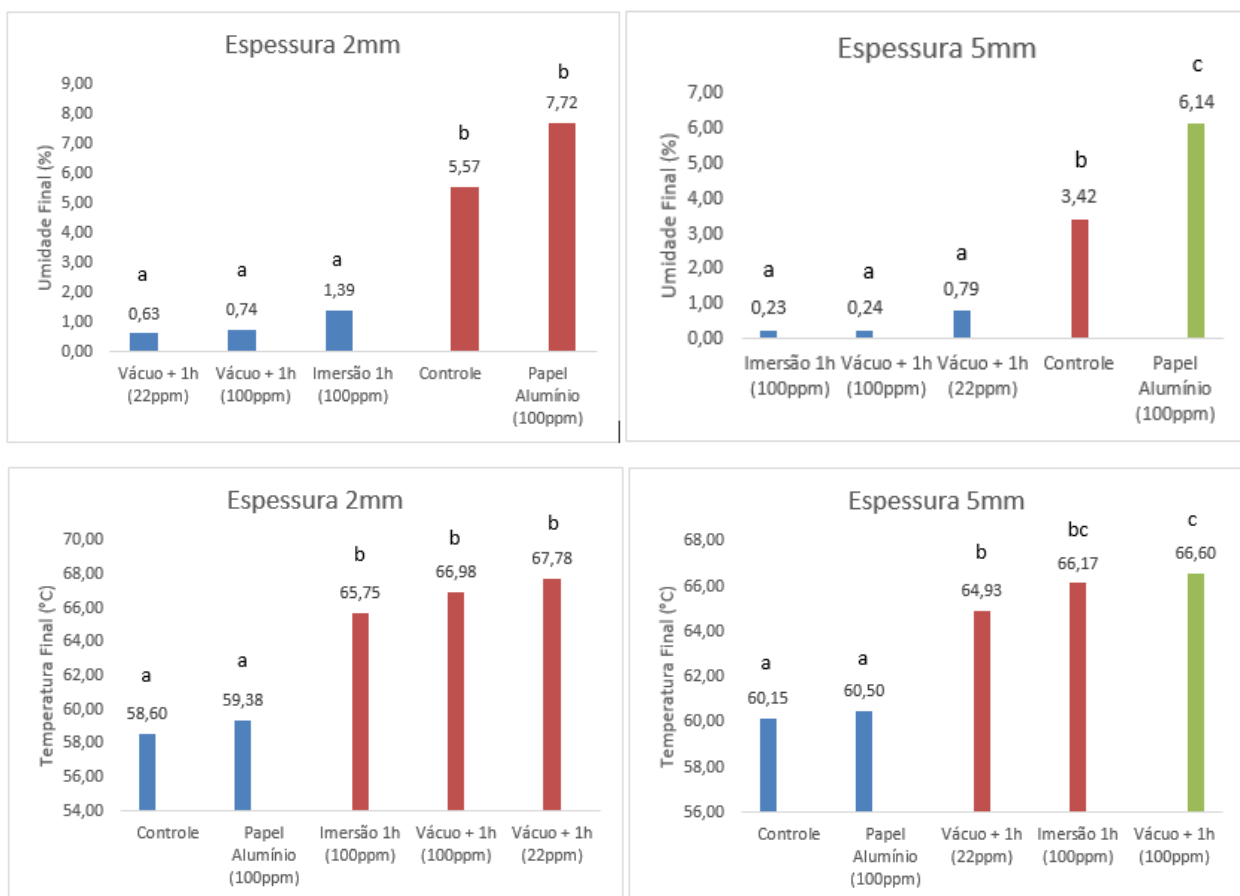 Espessura 2mm
Umidade Final (%)
9,00
8,00
7,00
6,00
5,00
4,00
3,00
2,00
1,00
0,00
a
a
a
b
b
0,63
0,74
1,39
5,57
7,72
Vácuo + 1h
(22ppm)
Vácuo + 1h
(100ppm)
Imersão 1h
(100ppm)
Controle
Papel
Alumínio
(100ppm)
Espessura 5mm
Umidade Final (%)
7,00
6,00
5,00
4,00
3,00
2,00
1,00
0,00
a
a
a
b
c
0,23
0,24
0,79
3,42
6,14
Imersão 1h
(100ppm)
Vácuo + 1h
(100ppm)
Vácuo + 1h
(22ppm)
Controle
Papel
Alumínio
(100ppm)
Espessura 2mm
Temperatura Final (°C)
70,00
68,00
66,00
64,00
62,00
60,00
58,00
56,00
54,00
a
a
b
b
b
58,60
59,38
65,75
66,98
67,78
Controle
Papel
Alumínio
(100ppm)
Imersão 1h
(100ppm)
Vácuo + 1h
(100ppm)
Vácuo + 1h
(22ppm)
Espessura 5mm
Temperatura Final (°C)
68,00
66,00
64,00
62,00
60,00
58,00
56,00
a
a
b
bc
c
60,15
60,50
64,93
66,17
66,60
Controle
Papel
Alumínio
(100ppm)
Vácuo + 1h
(22ppm)
Imersão 1h
(100ppm)
Vácuo + 1h
(100ppm)